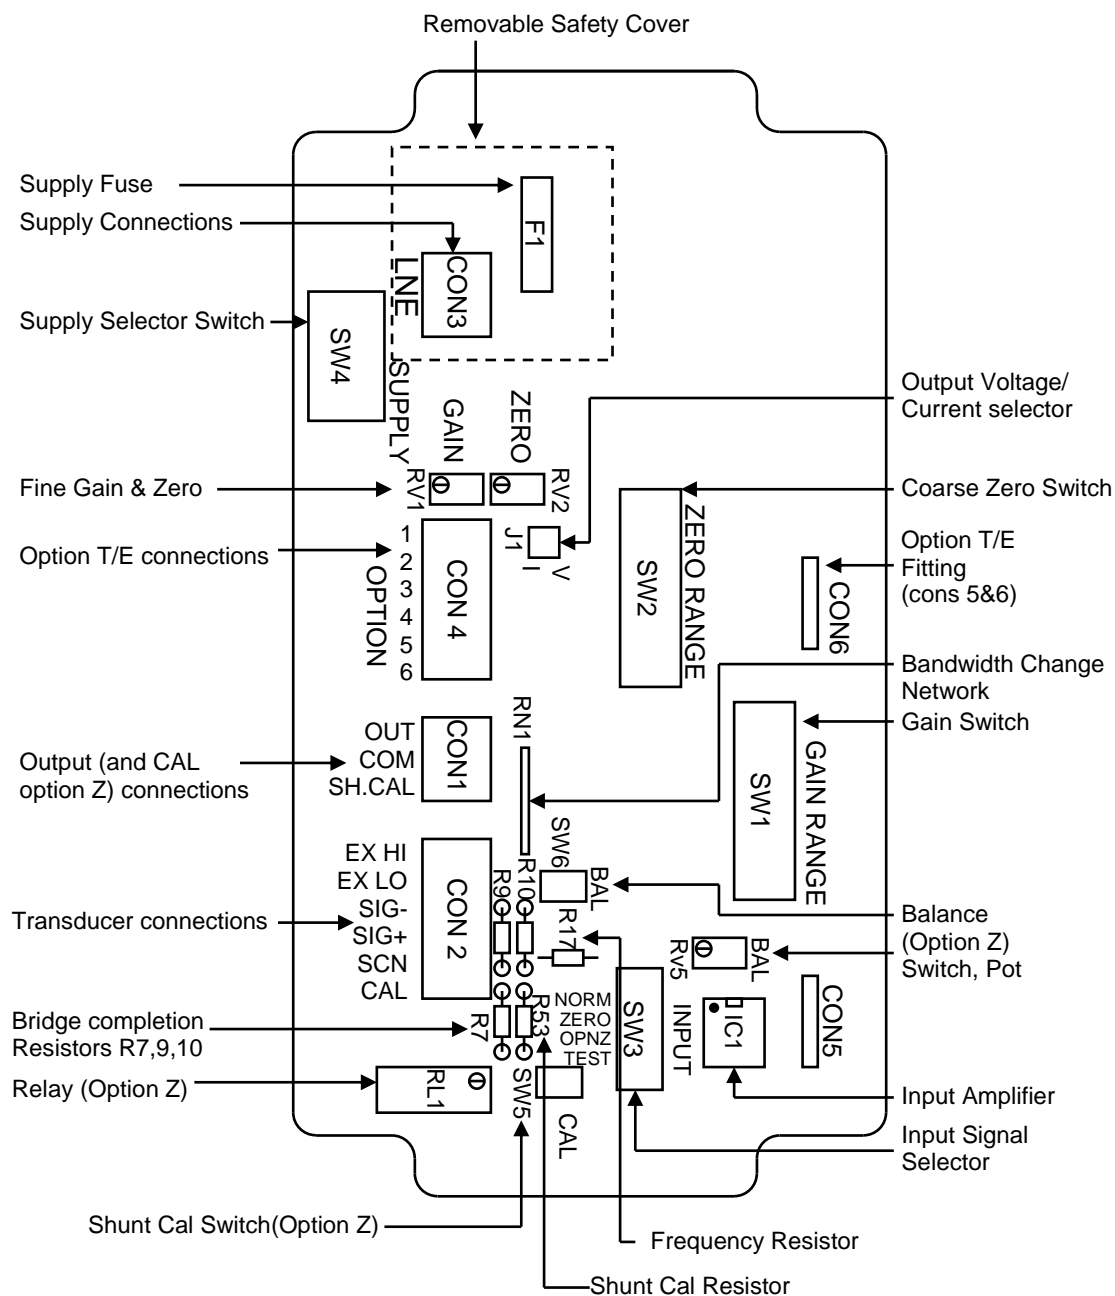 Removable Safety Cover
Supply Fuse
Supply Connections
F1
LNE
CON3
Supply Selector Switch
SW4
SUPPLY
GAIN
ZERO
Output Voltage/
Current selector
Fine Gain & Zero
RV1
RV2
Coarse Zero Switch
Option T/E connections
1
2
3
4
5
6
OPTION
CON 4
J1
I
V
SW2
ZERO RANGE
Option T/E
Fitting
(cons 5&6)
CON6
Bandwidth Change
Network
Gain Switch
RN1
OUT
COM
SH.CAL
CON1
Output (and CAL
option Z) connections
SW1
GAIN RANGE
EX HI
EX LO
SIG-
SIG+
SCN
CAL
CON 2
Transducer connections
R9
R10
SW6
BAL
R17
Balance
(Option Z)
Switch, Pot
Rv5
BAL
Bridge completion
Resistors R7,9,10
R7
R53
NORM
ZERO
OPNZ
TEST
SW3
INPUT
IC1
CON5
Relay (Option Z)
RL1
SW5
CAL
Input Amplifier
Input Signal
Selector
Shunt Cal Switch(Option Z)
Frequency Resistor
Shunt Cal Resistor